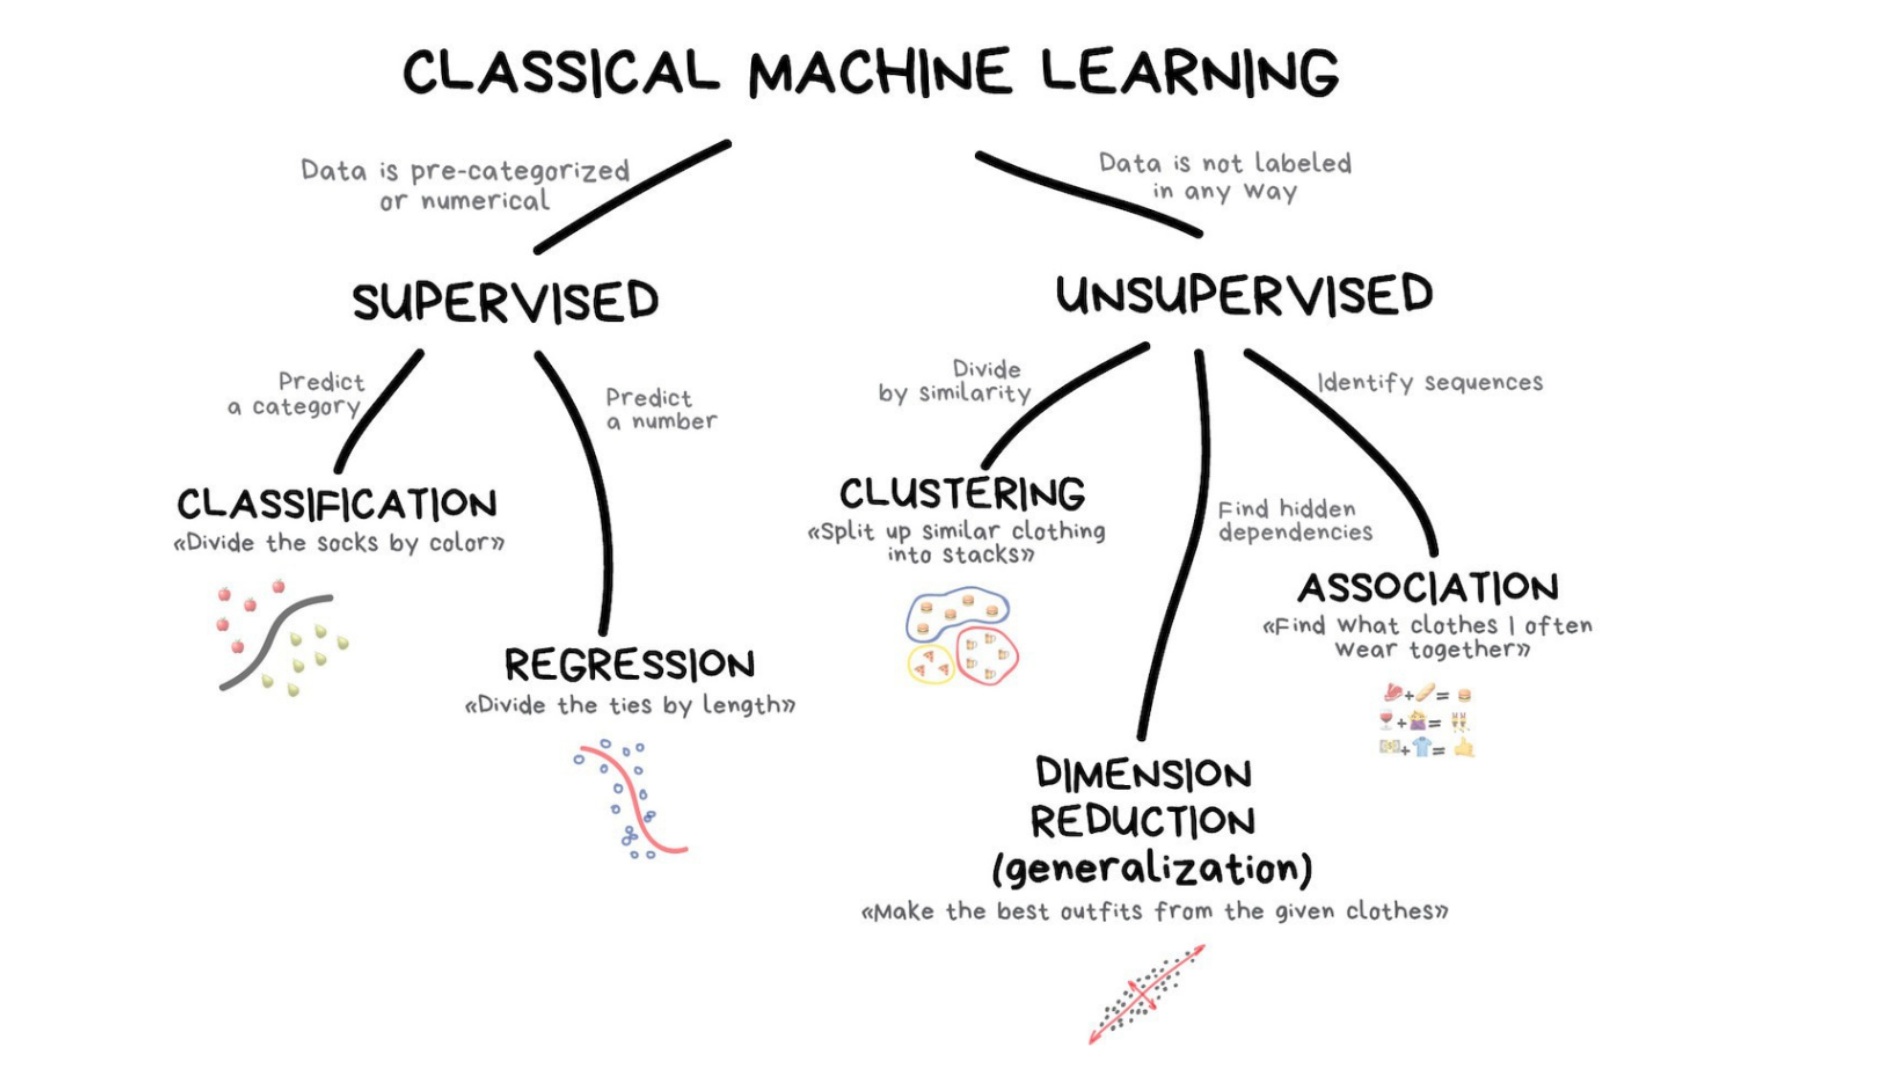 CLASSICAL MACHINE LEARNING
Data is pre-categorized
or numerical
Data is not labeled
in any way
SUPERVISED
UNSUPERVISED
Predict
a category
Predict
a number
Divide
by similarity
Identify sequences
CLASSIFICATION
«Divide the socks by color»
CLUSTERING
«Split up similar clothing
into stacks»
Find hidden
dependencies
ASSOCIATION
«Find what clothes I often
wear together»
REGRESSION
«Divide the ties by length»
+ =
+ =
+ =
DIMENSION
REDUCTION
(generalization)
«Make the best outfits from the given clothes»